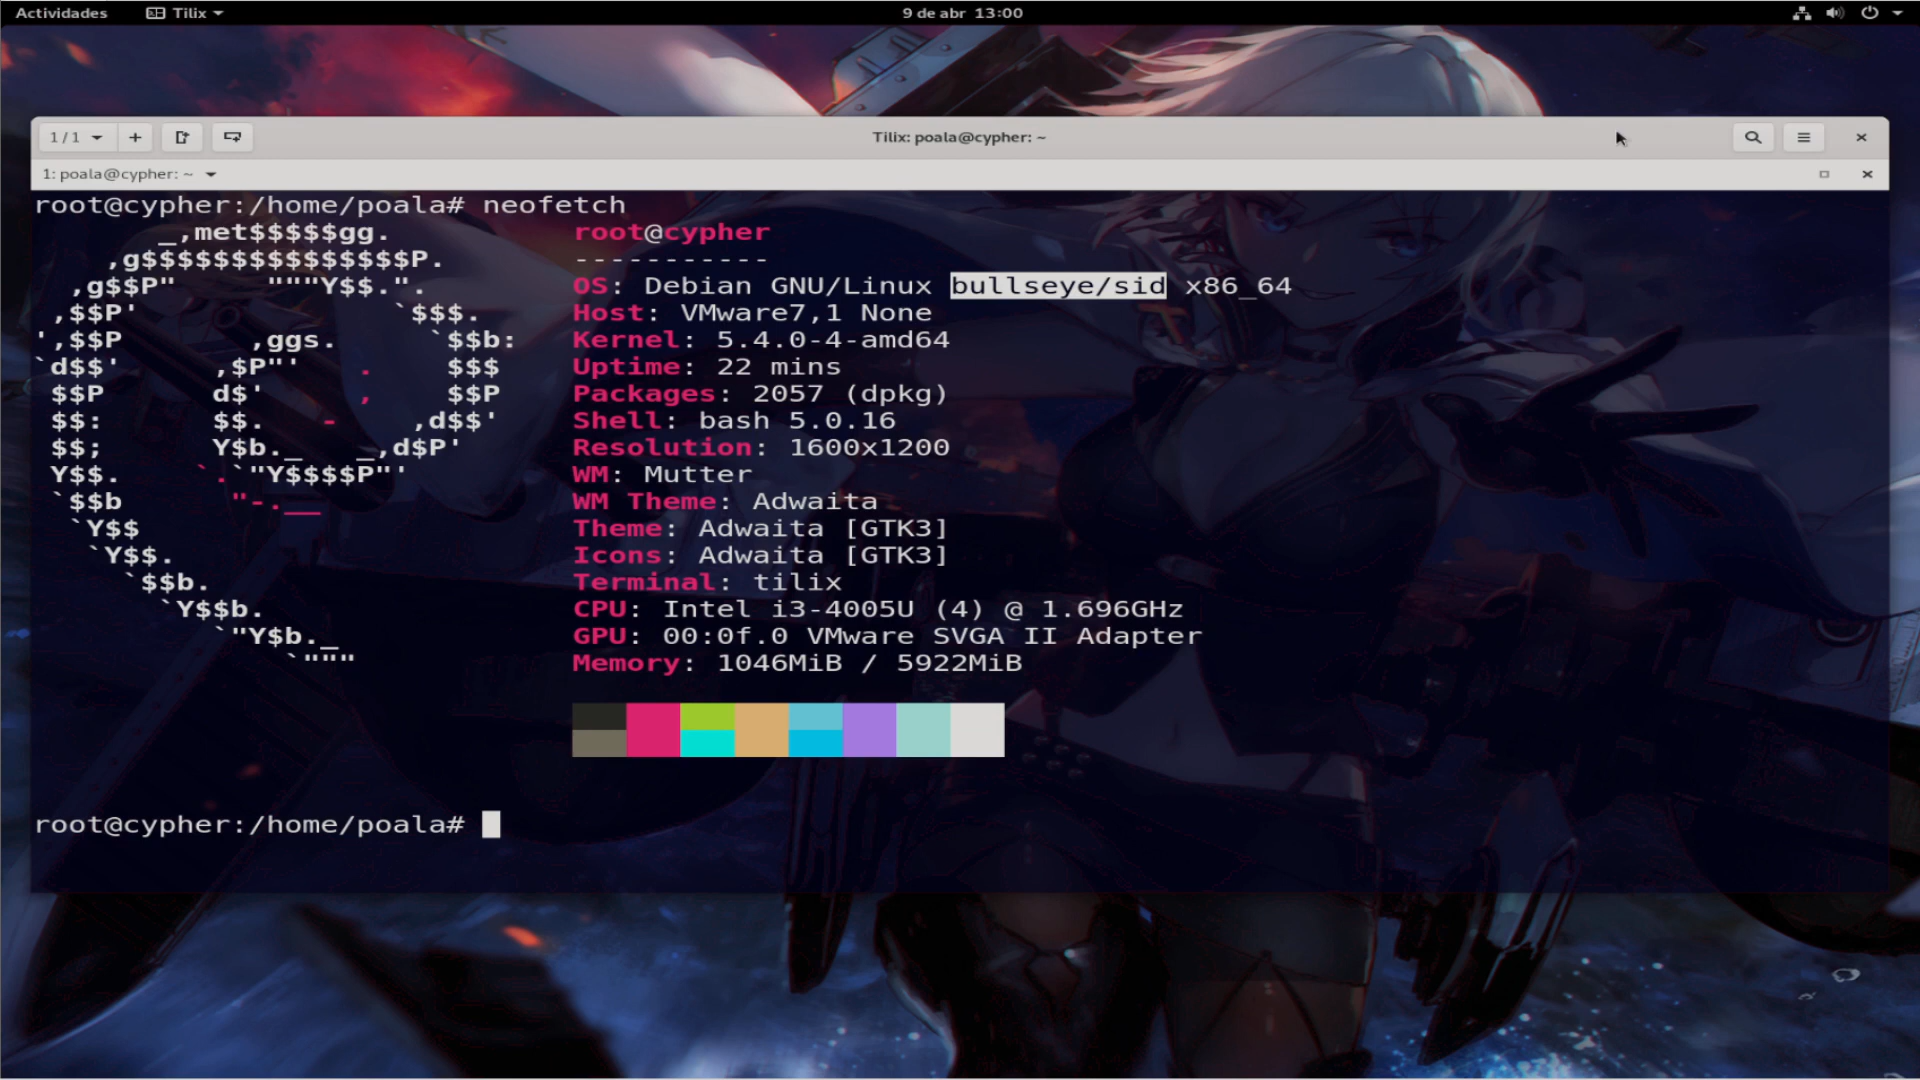 Actividades Tilix 9 de abr 13:00
1 / 1 Tilix: poala@cypher: ~
1: poala@cypher: ~
root@cypher:/home/poala# neofetch
_,met$$$$$gg. root@cypher
,g$$$$$$$$$$$$$$$P. -----------
,g$$P" """Y$$.". OS: Debian GNU/Linux bullseye/sid x86_64
,$$P' `$$$. Host: VMware7,1 None
',$$P ,ggs. `$$b: Kernel: 5.4.0-4-amd64
`d$$' ,$P"' . $$$ Uptime: 22 mins
$$P d$' , $$P Packages: 2057 (dpkg)
$$: $$. - ,d$$' Shell: bash 5.0.16
$$; Y$b._ _,d$P' Resolution: 1600x1200
Y$$. `.`"Y$$$$P"' WM: Mutter
`$$b "-.__ WM Theme: Adwaita
`Y$$ Theme: Adwaita [GTK3]
`Y$$. Icons: Adwaita [GTK3]
`$$b. Terminal: tilix
`Y$$b. CPU: Intel i3-4005U (4) @ 1.696GHz
`"Y$b._ GPU: 00:0f.0 VMware SVGA II Adapter
`""" Memory: 1046MiB / 5922MiB
root@cypher:/home/poala#